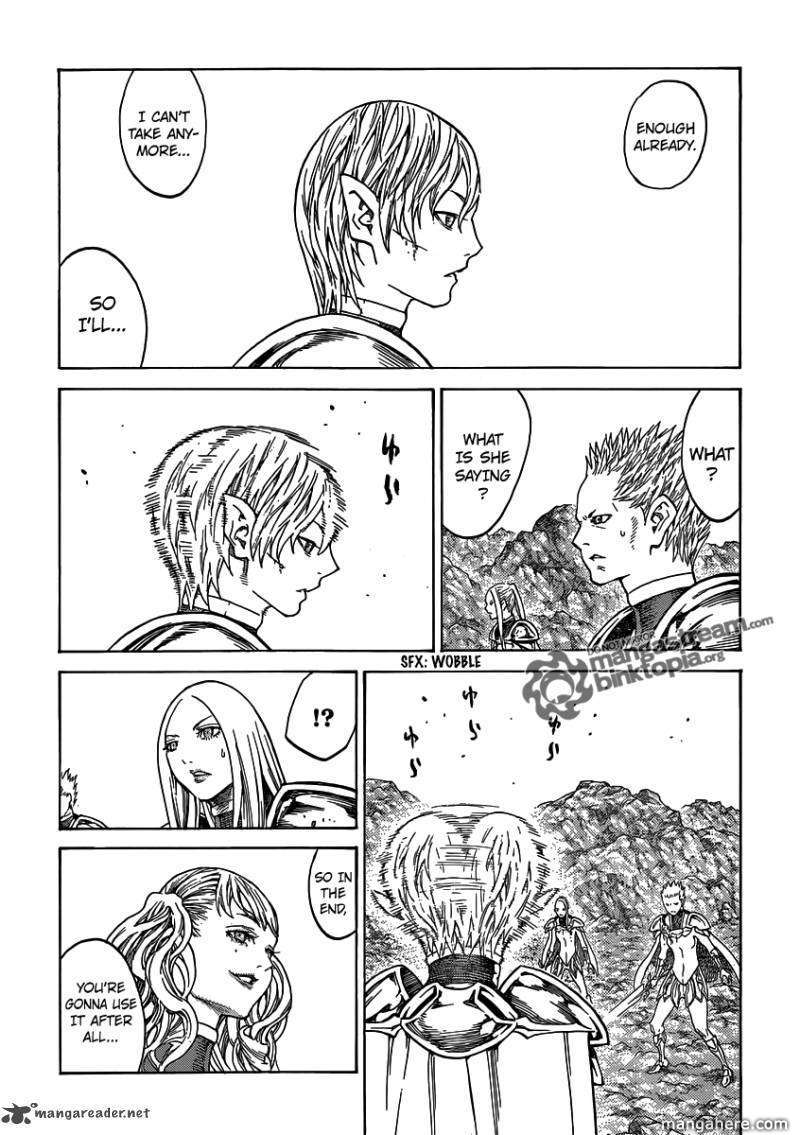 ENOUGH
ALREADY.
I CAN'T
TAKE ANY-
MORE...
SO
I'LL...
WHAT
?
WHAT
IS SHE
SAYING
?
ゆ
ら
SFX: WOBBLE
DO NOT
mangastream.com
binktopia.org
ゆ
ら
ゆ
ら
ゆ
ら
!?
SO IN
THE
END,
YOU'RE
GONNA USE
IT AFTER
ALL...
mangareader.net
mangahere.com